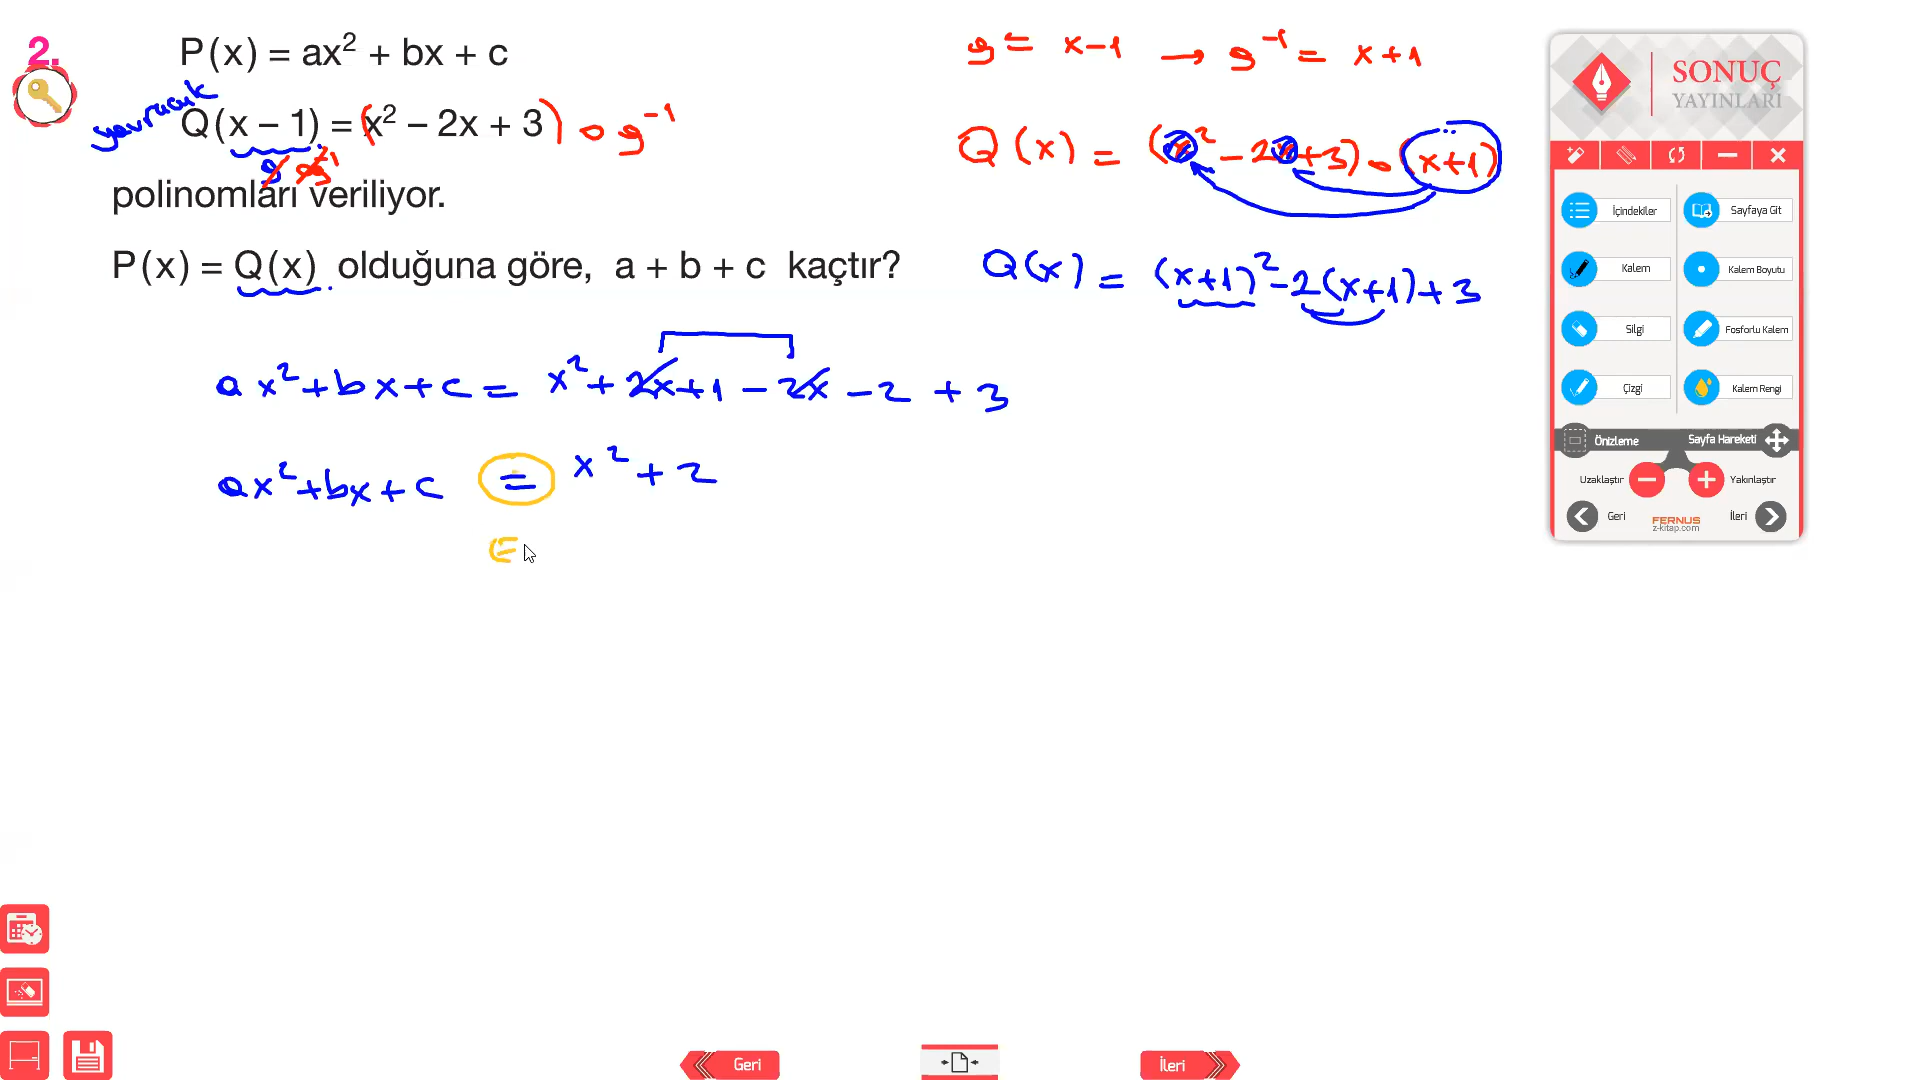 2.
P(x) = ax² + bx + c
yavrucuk
Q(x – 1) = (x² – 2x + 3) o g⁻¹
g
polinomları veriliyor.
P(x) = Q(x) olduğuna göre, a + b + c kaçtır?
ax² + bx + c = x² + 2x + 1 – 2x – 2 + 3
ax² + bx + c = x² + 2
g = x – 1 → g⁻¹ = x + 1
Q(x) = (x² – 2x + 3) o (x + 1)
Q(x) = (x + 1)² – 2(x + 1) + 3
SONUÇ
YAYINLARI
İçindekiler
Sayfaya Git
Kalem
Kalem Boyutu
Silgi
Fosforlu Kalem
Çizgi
Kalem Rengi
Önizleme
Sayfa Hareketi
Uzaklaştır
Yakınlaştır
Geri
FERNUS
z-kitap.com
İleri
Geri
İleri